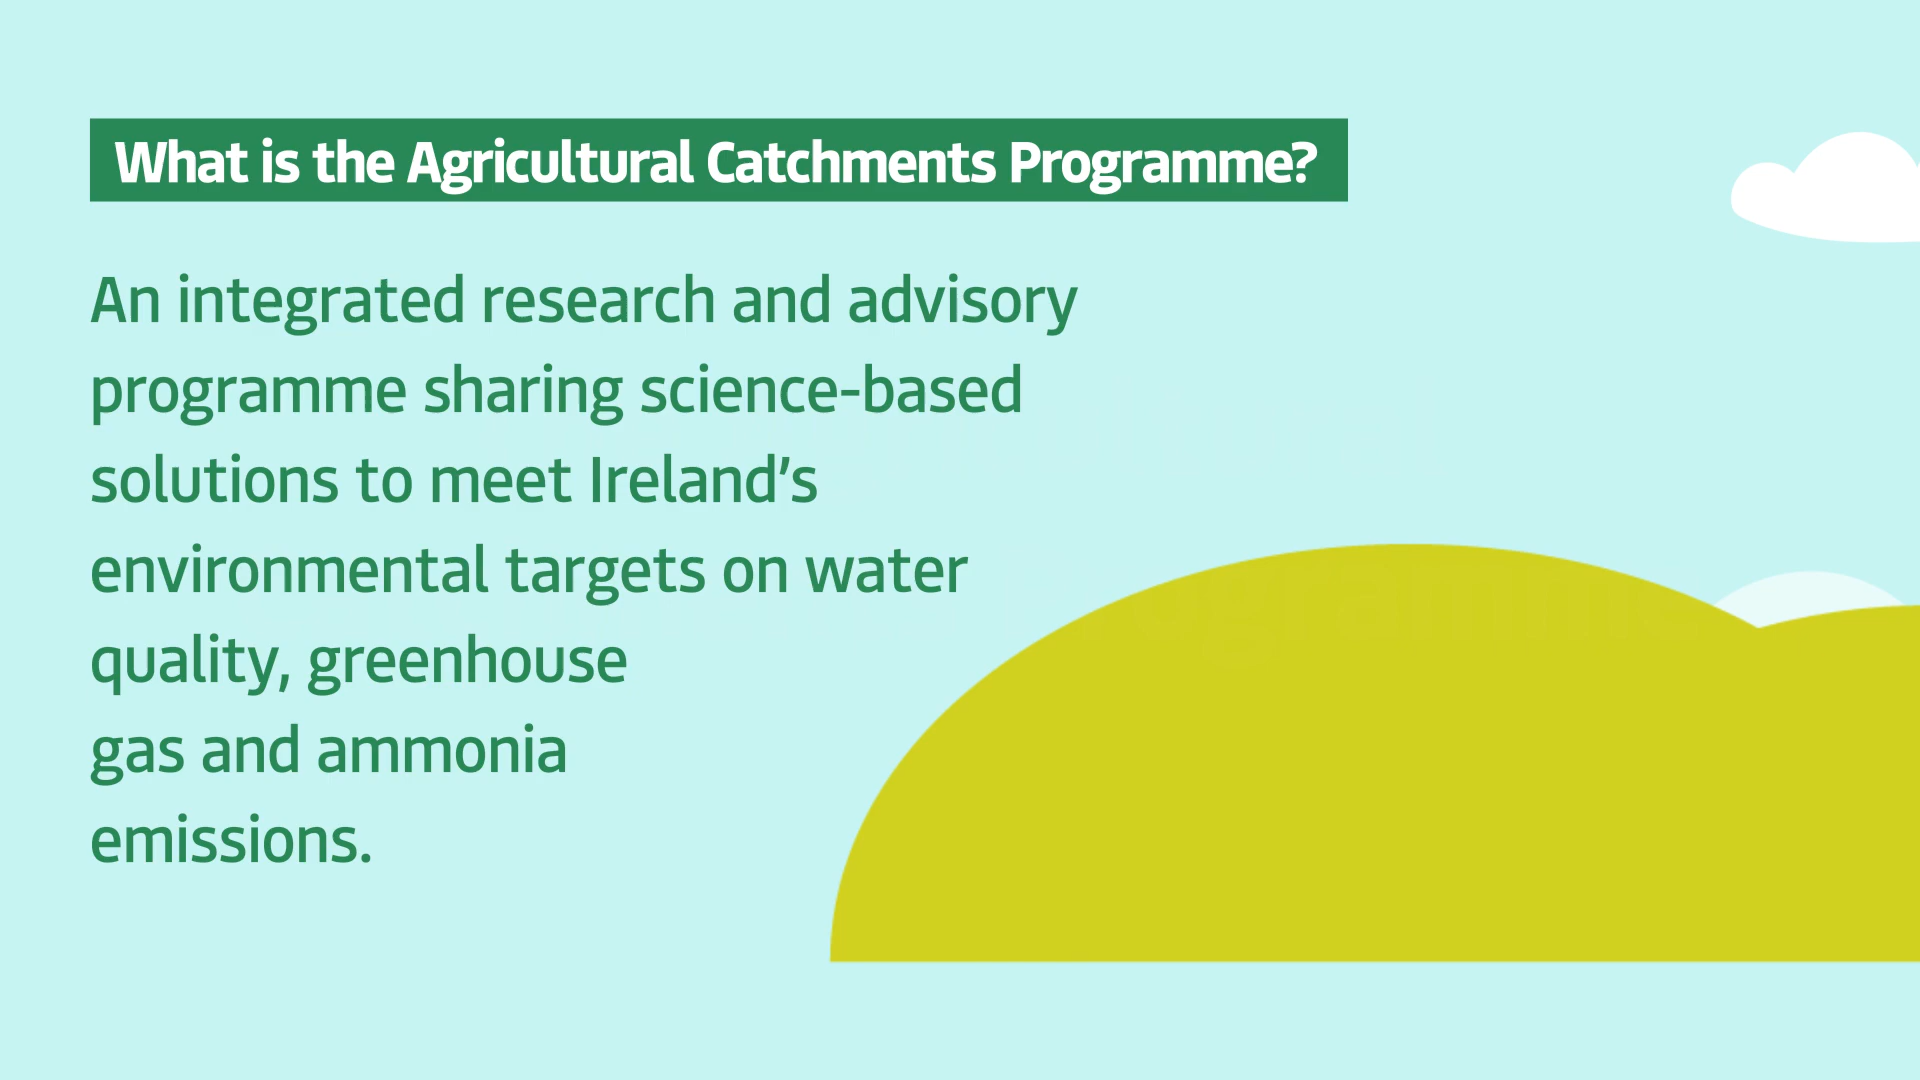 What is the Agricultural Catchments Programme?
An integrated research and advisory
programme sharing science-based
solutions to meet Ireland’s
environmental targets on water
quality, greenhouse
gas and ammonia
emissions.